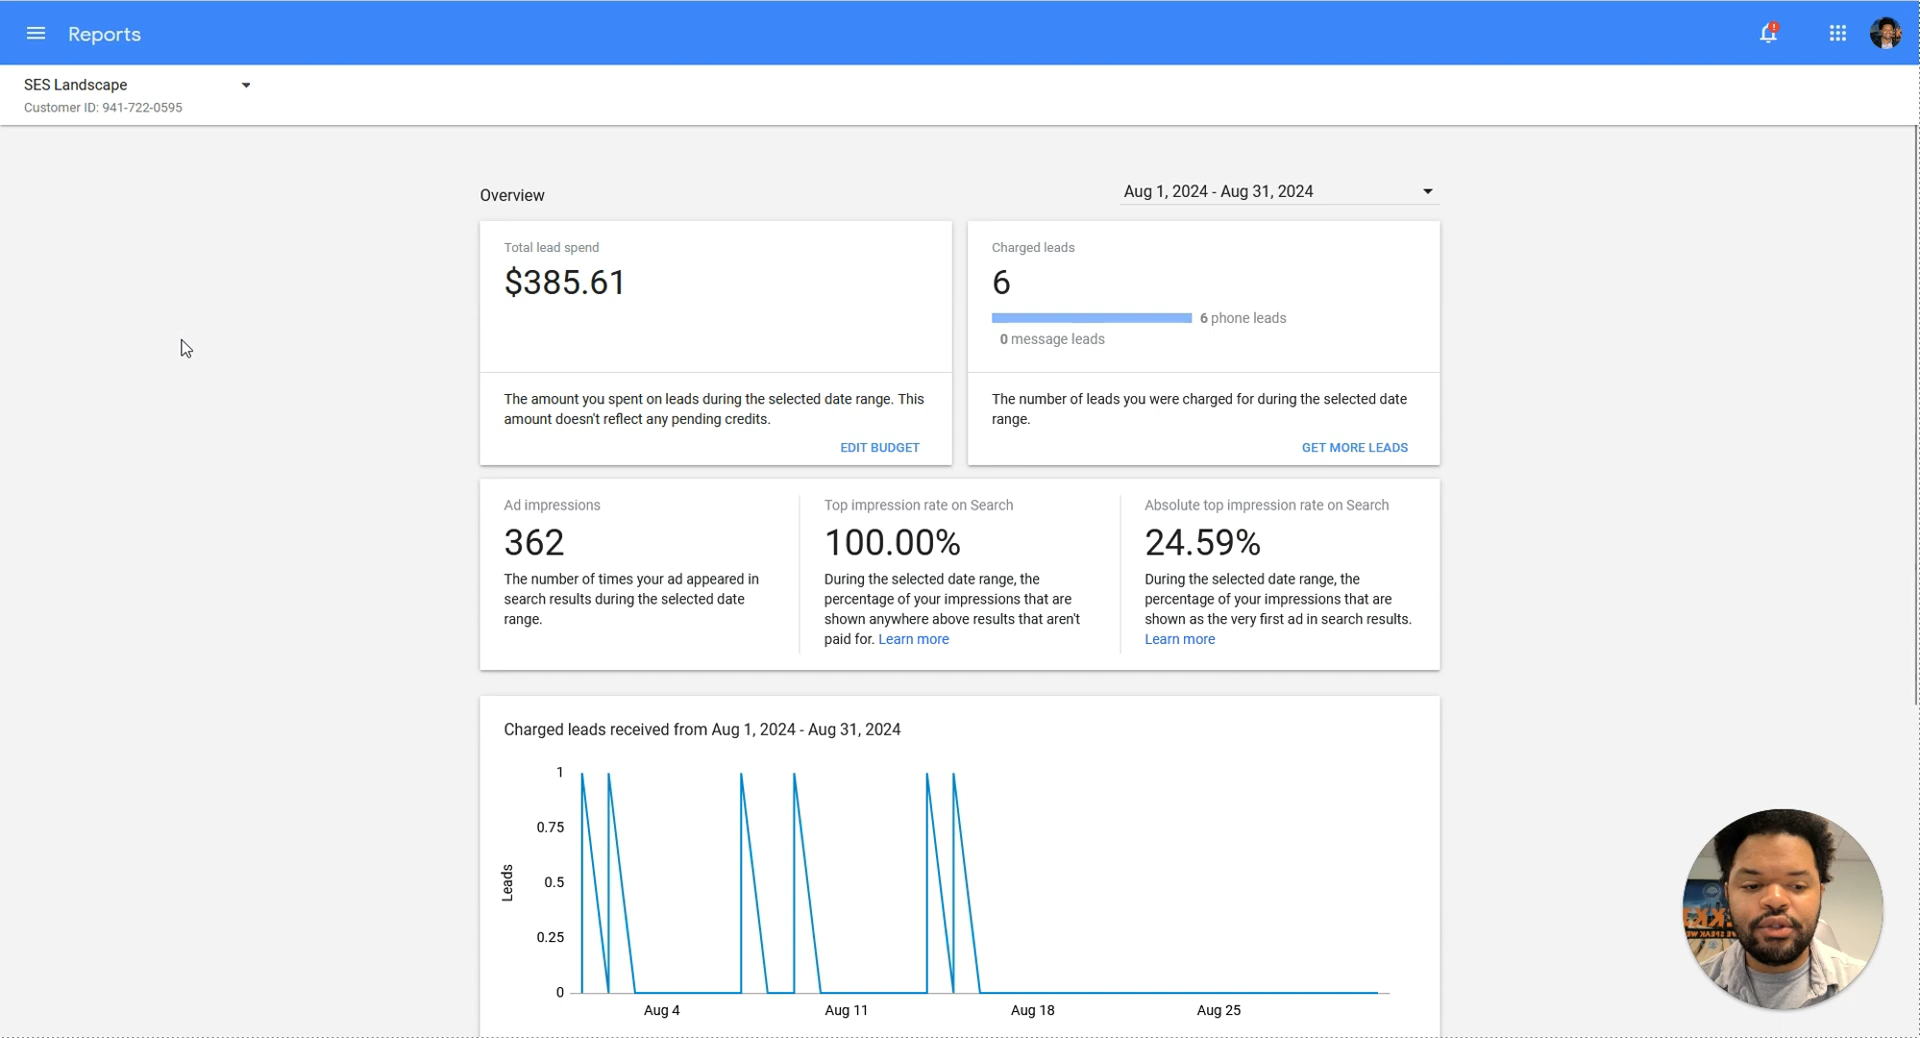 Reports
SES Landscape
Customer ID: 941-722-0595
Overview
Aug 1, 2024 - Aug 31, 2024
Total lead spend
$385.61
The amount you spent on leads during the selected date range. This
amount doesn't reflect any pending credits.
EDIT BUDGET
Charged leads
6
6 phone leads
0 message leads
The number of leads you were charged for during the selected date
range.
GET MORE LEADS
Ad impressions
362
The number of times your ad appeared in
search results during the selected date
range.
Top impression rate on Search
100.00%
During the selected date range, the
percentage of your impressions that are
shown anywhere above results that aren't
paid for. Learn more
Absolute top impression rate on Search
24.59%
During the selected date range, the
percentage of your impressions that are
shown as the very first ad in search results.
Learn more
Charged leads received from Aug 1, 2024 - Aug 31, 2024
Leads
1
0.75
0.5
0.25
0
Aug 4
Aug 11
Aug 18
Aug 25